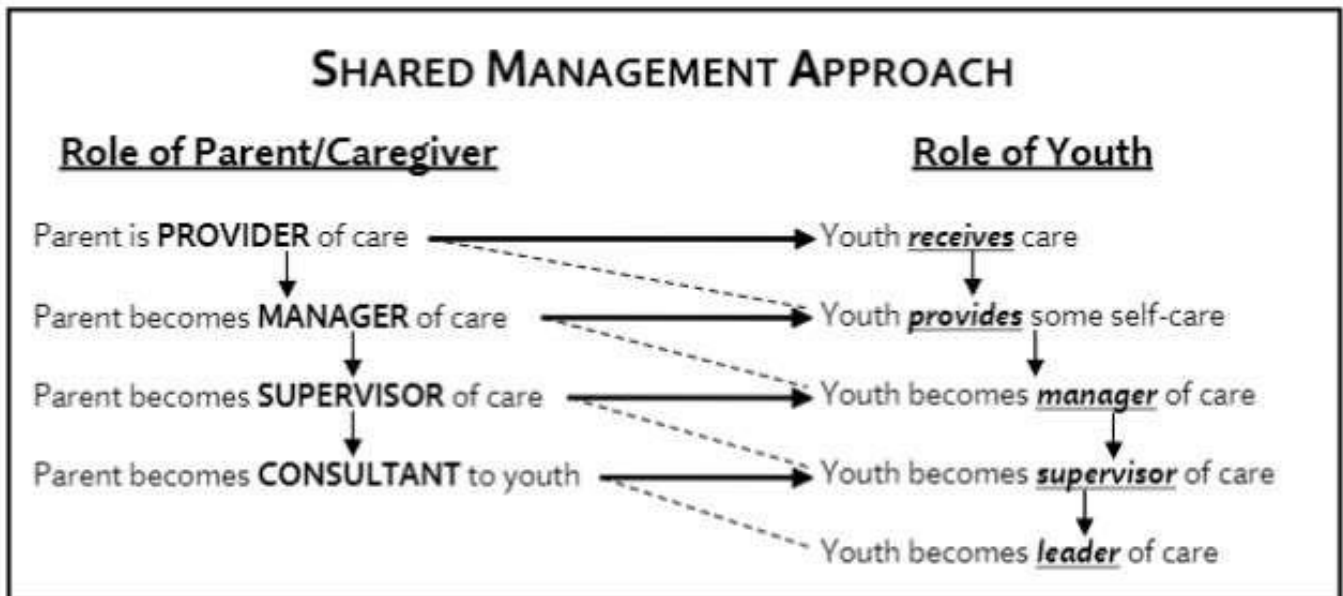 SHARED MANAGEMENT APPROACH
Role of Parent/Caregiver
Role of Youth
Parent is PROVIDER of care
Youth receives care
Parent becomes MANAGER of care
Youth provides some self-care
Parent becomes SUPERVISOR of care
Youth becomes manager of care
Parent becomes CONSULTANT to youth
Youth becomes supervisor of care
Youth becomes leader of care